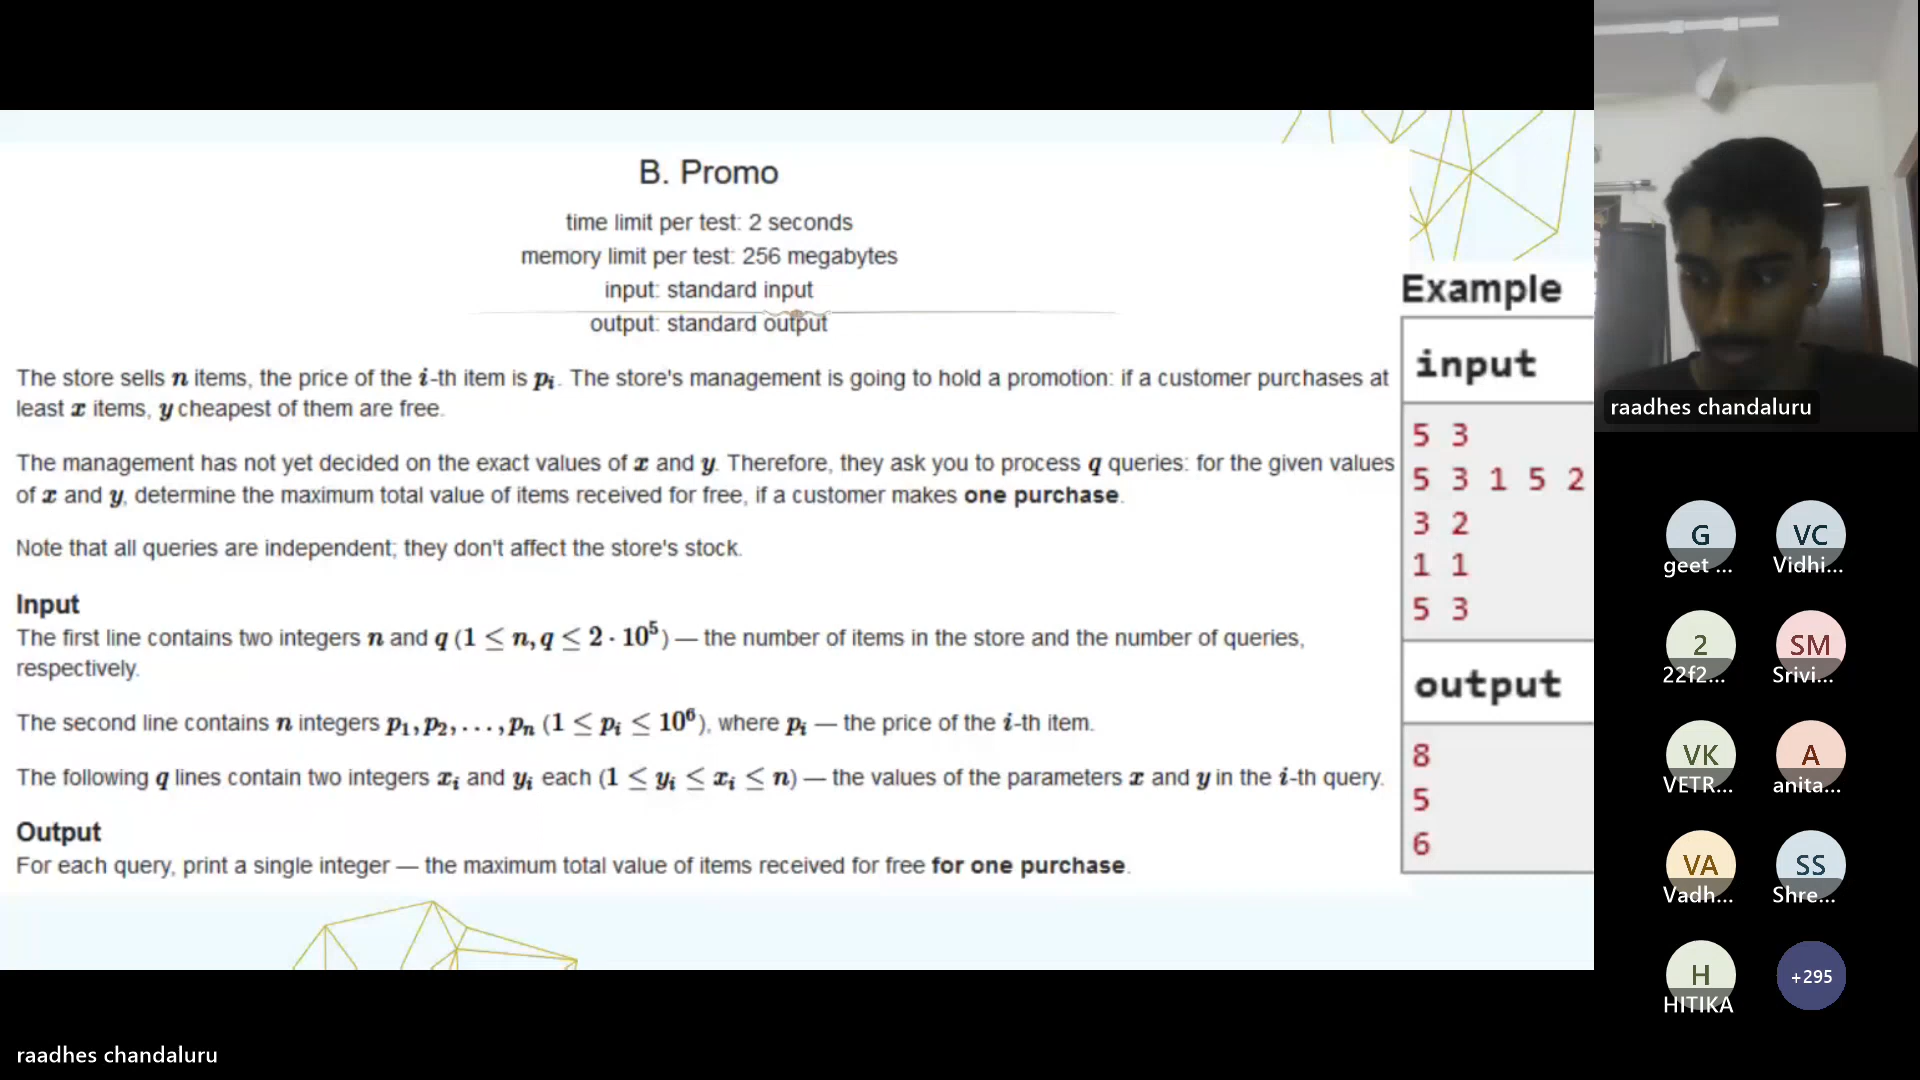 B. Promo
time limit per test: 2 seconds
memory limit per test: 256 megabytes
input: standard input
output: standard output
The store sells n items, the price of the i-th item is pᵢ. The store's management is going to hold a promotion: if a customer purchases at
least x items, y cheapest of them are free.
The management has not yet decided on the exact values of x and y. Therefore, they ask you to process q queries: for the given values
of x and y, determine the maximum total value of items received for free, if a customer makes one purchase.
Note that all queries are independent; they don't affect the store's stock.
Input
The first line contains two integers n and q (1 ≤ n, q ≤ 2 · 10⁵) — the number of items in the store and the number of queries,
respectively.
The second line contains n integers p₁, p₂, . . . , pₙ (1 ≤ pᵢ ≤ 10⁶), where pᵢ — the price of the i-th item.
The following q lines contain two integers xᵢ and yᵢ each (1 ≤ yᵢ ≤ xᵢ ≤ n) — the values of the parameters x and y in the i-th query.
Output
For each query, print a single integer — the maximum total value of items received for free for one purchase.
Example
input
5 3
5 3 1 5 2
3 2
1 1
5 3
output
8
5
6
raadhes chandaluru
G
geet ...
VC
Vidhi...
2
22f2...
SM
Srivi...
VK
VETR...
A
anita...
VA
Vadh...
SS
Shre...
H
HITIKA
+295
raadhes chandaluru